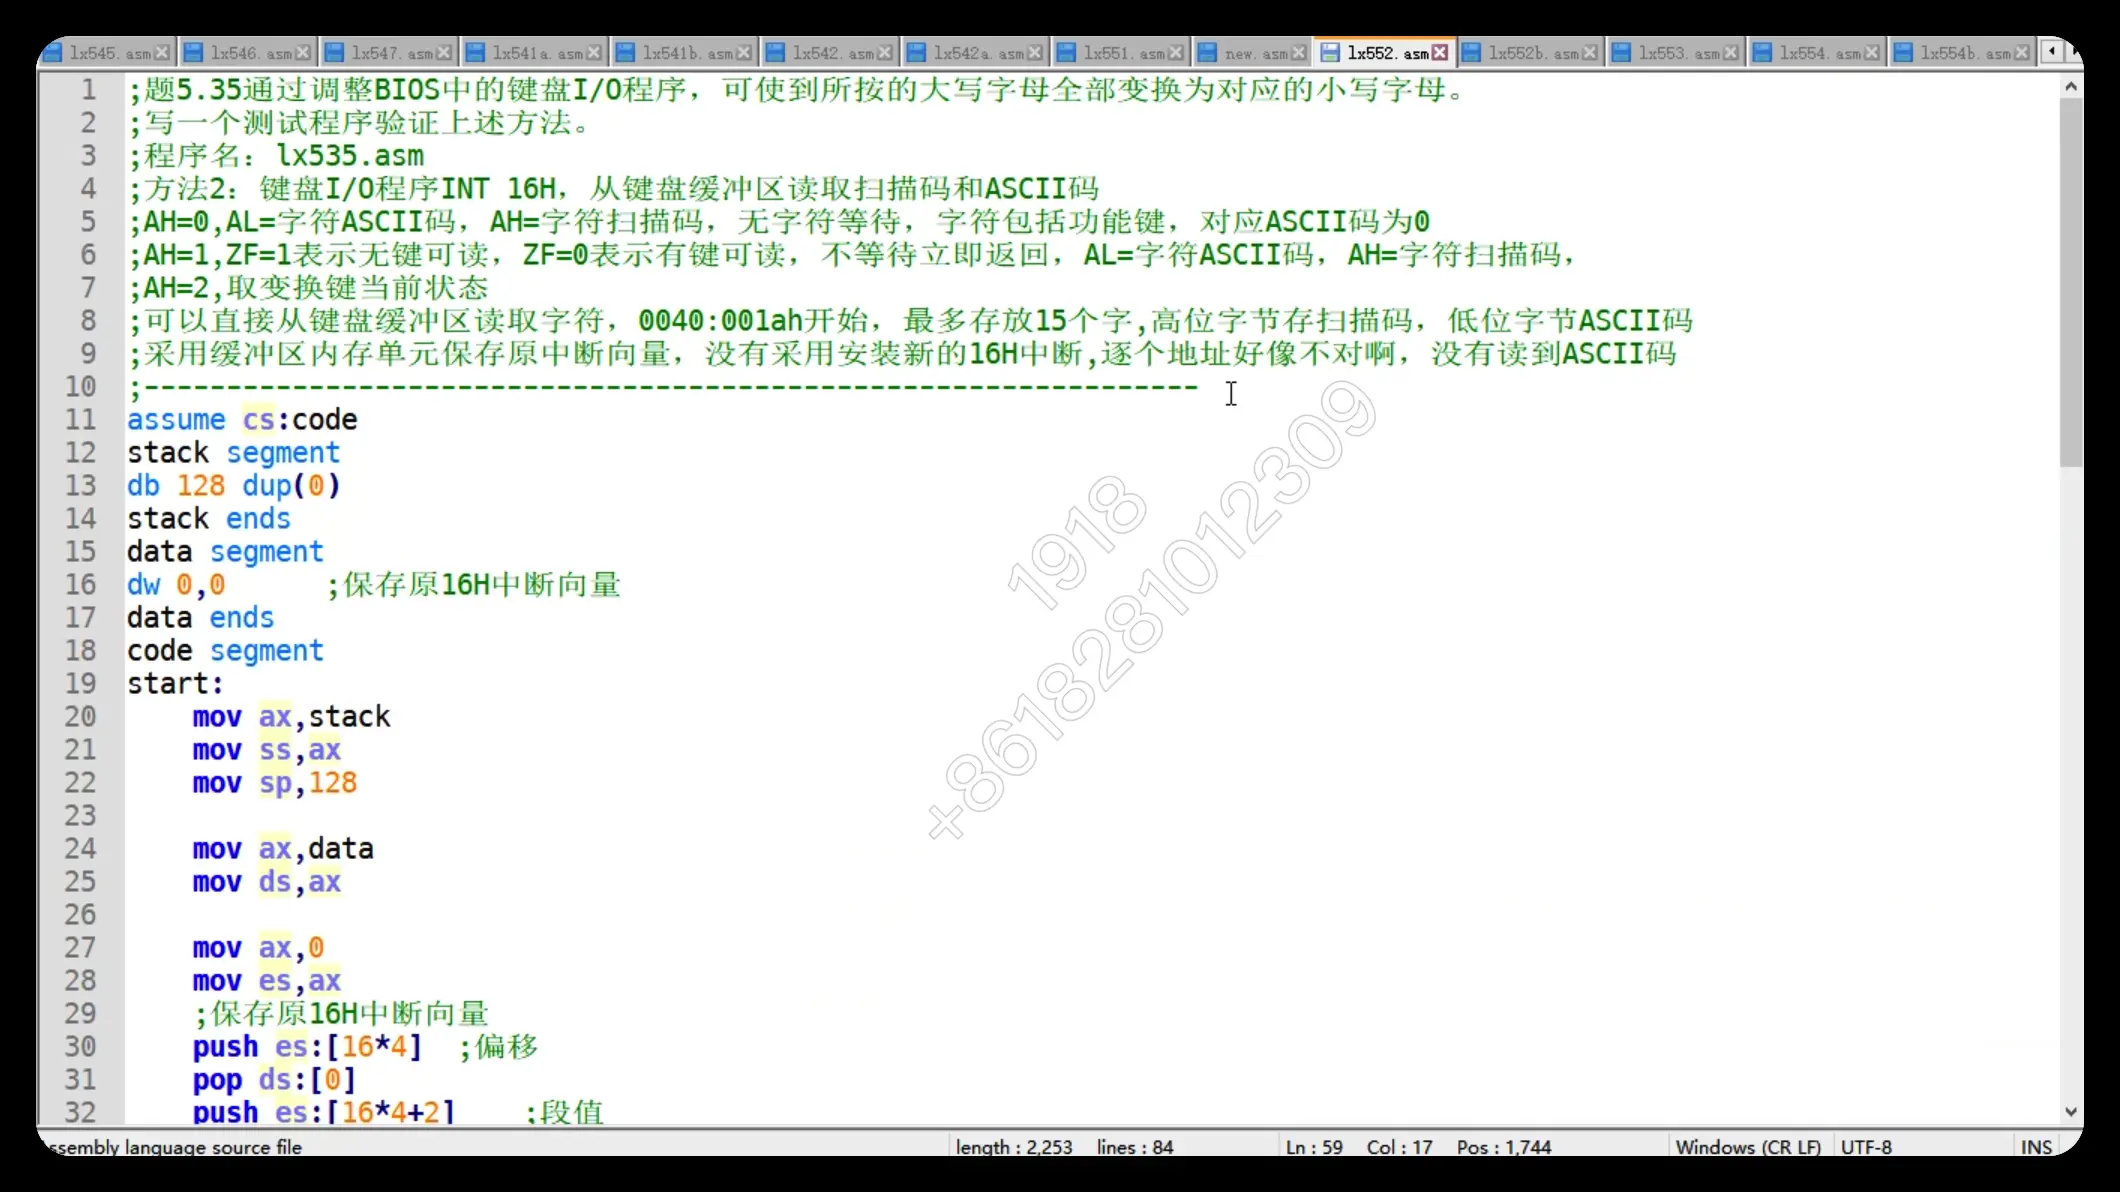 lx545.asm lx546.asm lx547.asm lx541a.asm lx541b.asm lx542.asm lx542a.asm lx551.asm new.asm lx552.asm lx552b.asm lx553.asm lx554.asm lx554b.asm
1 ;题5.35通过调整BIOS中的键盘I/O程序，可使到所按的大写字母全部变换为对应的小写字母。
2 ;写一个测试程序验证上述方法。
3 ;程序名：lx535.asm
4 ;方法2：键盘I/O程序INT 16H，从键盘缓冲区读取扫描码和ASCII码
5 ;AH=0,AL=字符ASCII码，AH=字符扫描码，无字符等待，字符包括功能键，对应ASCII码为0
6 ;AH=1,ZF=1表示无键可读，ZF=0表示有键可读，不等待立即返回，AL=字符ASCII码，AH=字符扫描码，
7 ;AH=2,取变换键当前状态
8 ;可以直接从键盘缓冲区读取字符，0040:001ah开始，最多存放15个字,高位字节存扫描码，低位字节ASCII码
9 ;采用缓冲区内存单元保存原中断向量，没有采用安装新的16H中断,逐个地址好像不对啊，没有读到ASCII码
10 ;----------------------------------------------------------------
11 assume cs:code
12 stack segment
13 db 128 dup(0)
14 stack ends
15 data segment
16 dw 0,0 ;保存原16H中断向量
17 data ends
18 code segment
19 start:
20 mov ax,stack
21 mov ss,ax
22 mov sp,128
23
24 mov ax,data
25 mov ds,ax
26
27 mov ax,0
28 mov es,ax
29 ;保存原16H中断向量
30 push es:[16*4] ;偏移
31 pop ds:[0]
32 push es:[16*4+2] ;段值
1918
+8618281012309
ssembly language source file length : 2,253 lines : 84 Ln : 59 Col : 17 Pos : 1,744 Windows (CR LF) UTF-8 INS